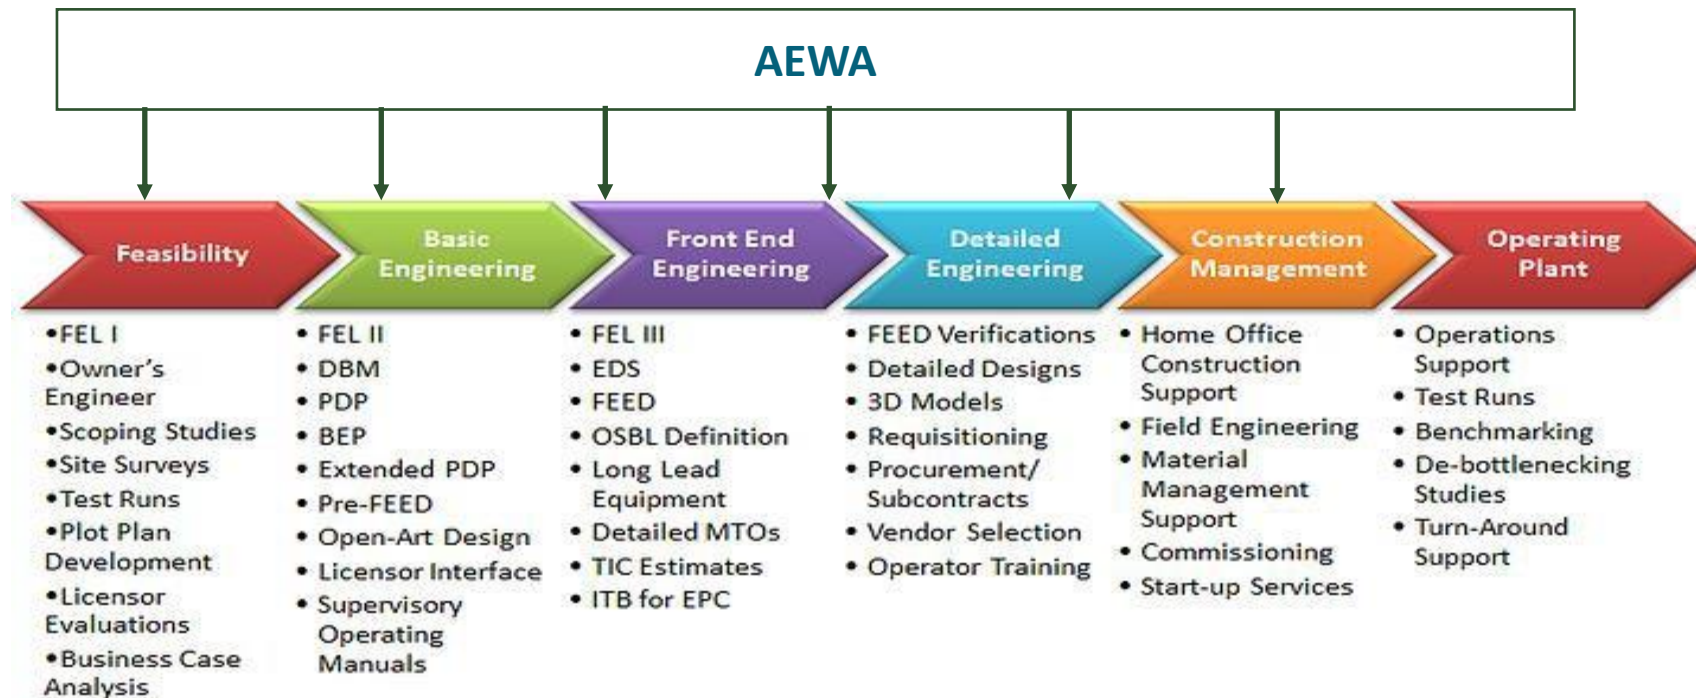 AEWA
Feasibility
Basic
Engineering
Front End
Engineering
Detailed
Engineering
Construction
Management
Operating
Plant
•FEL I
•Owner's
Engineer
•Scoping Studies
•Site Surveys
•Test Runs
•Plot Plan
Development
•Licensor
Evaluations
•Business Case
Analysis
• FEL II
• DBM
• PDP
• BEP
• Extended PDP
• Pre-FEED
• Open-Art Design
• Licensor Interface
• Supervisory
Operating
Manuals
• FEL III
• EDS
• FEED
• OSBL Definition
• Long Lead
Equipment
• Detailed MTOs
• TIC Estimates
• ITB for EPC
• FEED Verifications
• Detailed Designs
• 3D Models
• Requisitioning
• Procurement/
Subcontracts
• Vendor Selection
• Operator Training
• Home Office
Construction
Support
• Field Engineering
• Material
Management
Support
• Commissioning
• Start-up Services
• Operations
Support
• Test Runs
• Benchmarking
• De-bottlenecking
Studies
• Turn-Around
Support